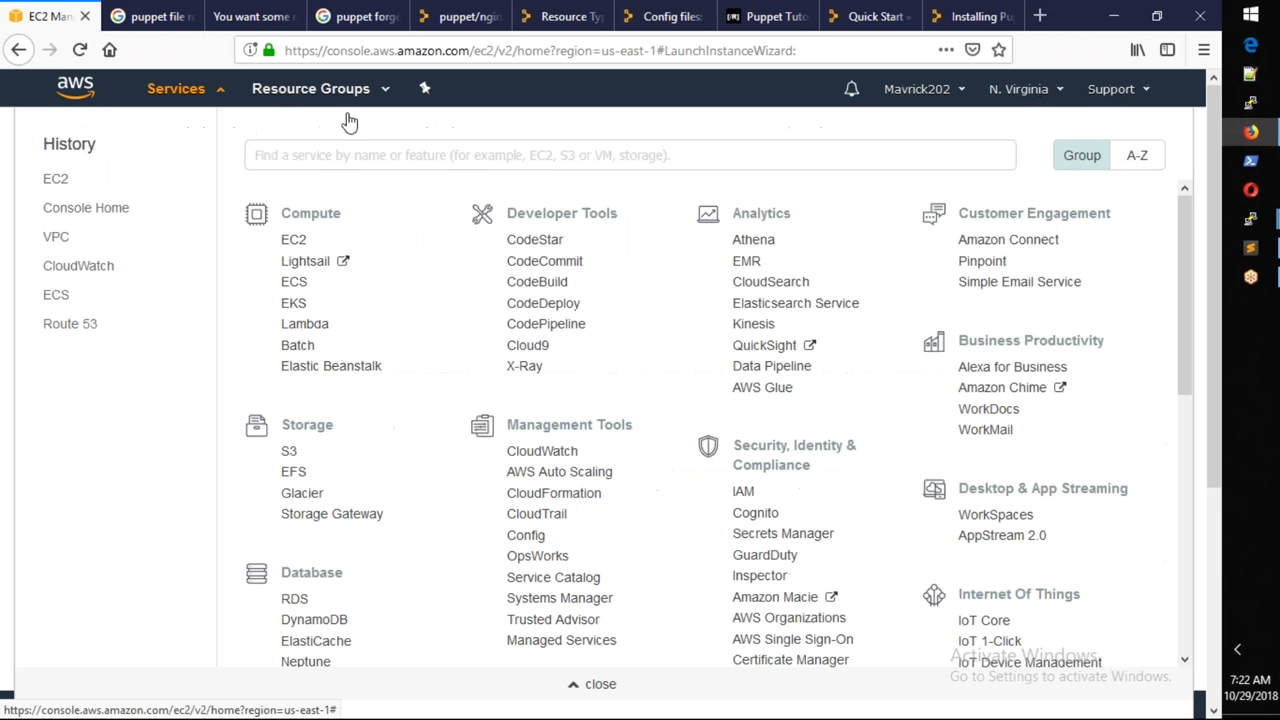 EC2 Man
puppet file re
You want some r
puppet forge
puppet/ngin
Resource Typ
Config files:
Puppet Tuto
Quick Start •
Installing Pu
https://console.aws.amazon.com/ec2/v2/home?region=us-east-1#LaunchInstanceWizard:
aws
Services
Resource Groups
Mavrick202
N. Virginia
Support
History
EC2
Console Home
VPC
CloudWatch
ECS
Route 53
Find a service by name or feature (for example, EC2, S3 or VM, storage).
Group
A-Z
Compute
EC2
Lightsail
ECS
EKS
Lambda
Batch
Elastic Beanstalk
Storage
S3
EFS
Glacier
Storage Gateway
Database
RDS
DynamoDB
ElastiCache
Neptune
Developer Tools
CodeStar
CodeCommit
CodeBuild
CodeDeploy
CodePipeline
Cloud9
X-Ray
Management Tools
CloudWatch
AWS Auto Scaling
CloudFormation
CloudTrail
Config
OpsWorks
Service Catalog
Systems Manager
Trusted Advisor
Managed Services
Analytics
Athena
EMR
CloudSearch
Elasticsearch Service
Kinesis
QuickSight
Data Pipeline
AWS Glue
Security, Identity &
Compliance
IAM
Cognito
Secrets Manager
GuardDuty
Inspector
Amazon Macie
AWS Organizations
AWS Single Sign-On
Certificate Manager
Customer Engagement
Amazon Connect
Pinpoint
Simple Email Service
Business Productivity
Alexa for Business
Amazon Chime
WorkDocs
WorkMail
Desktop & App Streaming
WorkSpaces
AppStream 2.0
Internet Of Things
IoT Core
IoT 1-Click
IoT Device Management
Activate Windows
Go to Settings to activate Windows.
close
https://console.aws.amazon.com/ec2/v2/home?region=us-east-1#
7:22 AM
10/29/2018